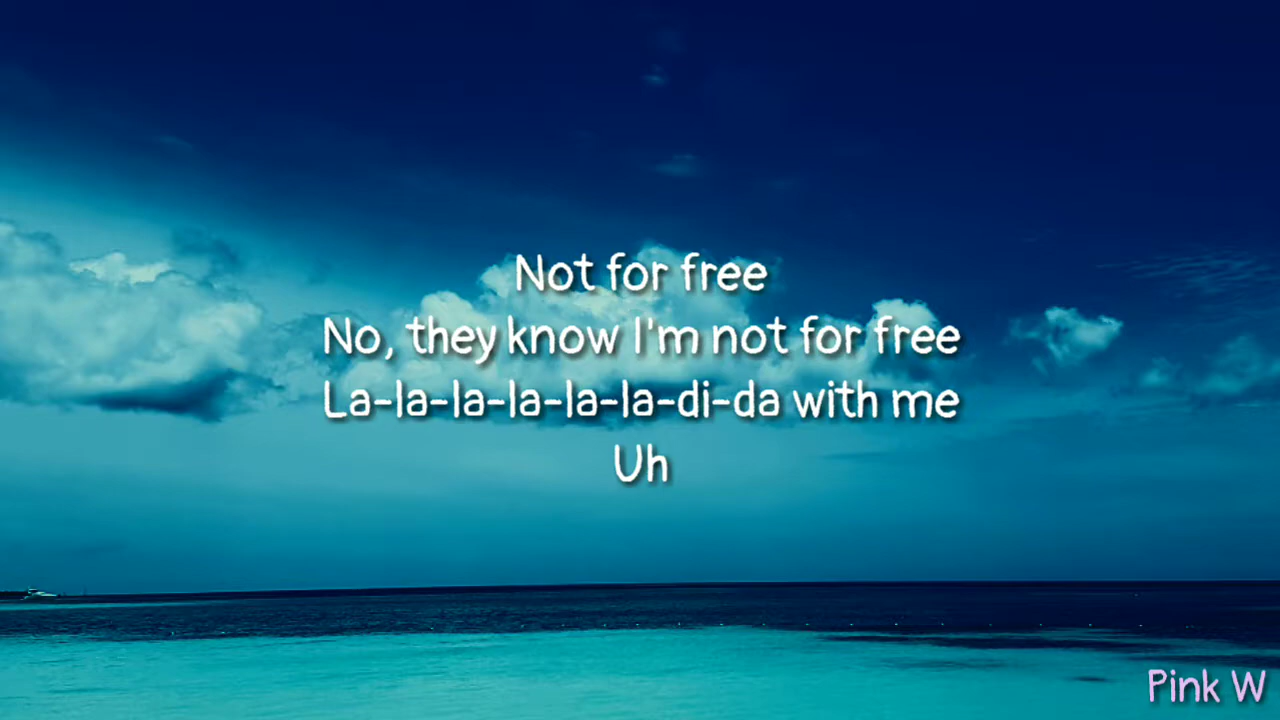 Not for free
No, they know I'm not for free
La-la-la-la-la-la-di-da with me
Uh
Pink W